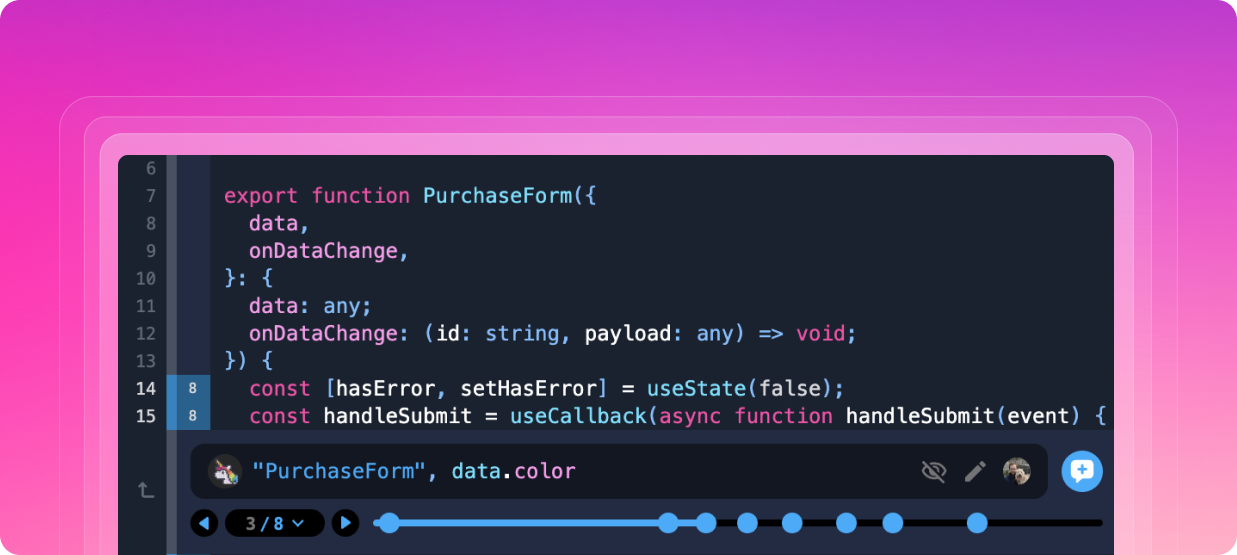 6
7 export function PurchaseForm({
8 data,
9 onDataChange,
10 }: {
11 data: any;
12 onDataChange: (id: string, payload: any) => void;
13 }) {
14 8 const [hasError, setHasError] = useState(false);
15 8 const handleSubmit = useCallback(async function handleSubmit(event) {
"PurchaseForm", data.color
3/8